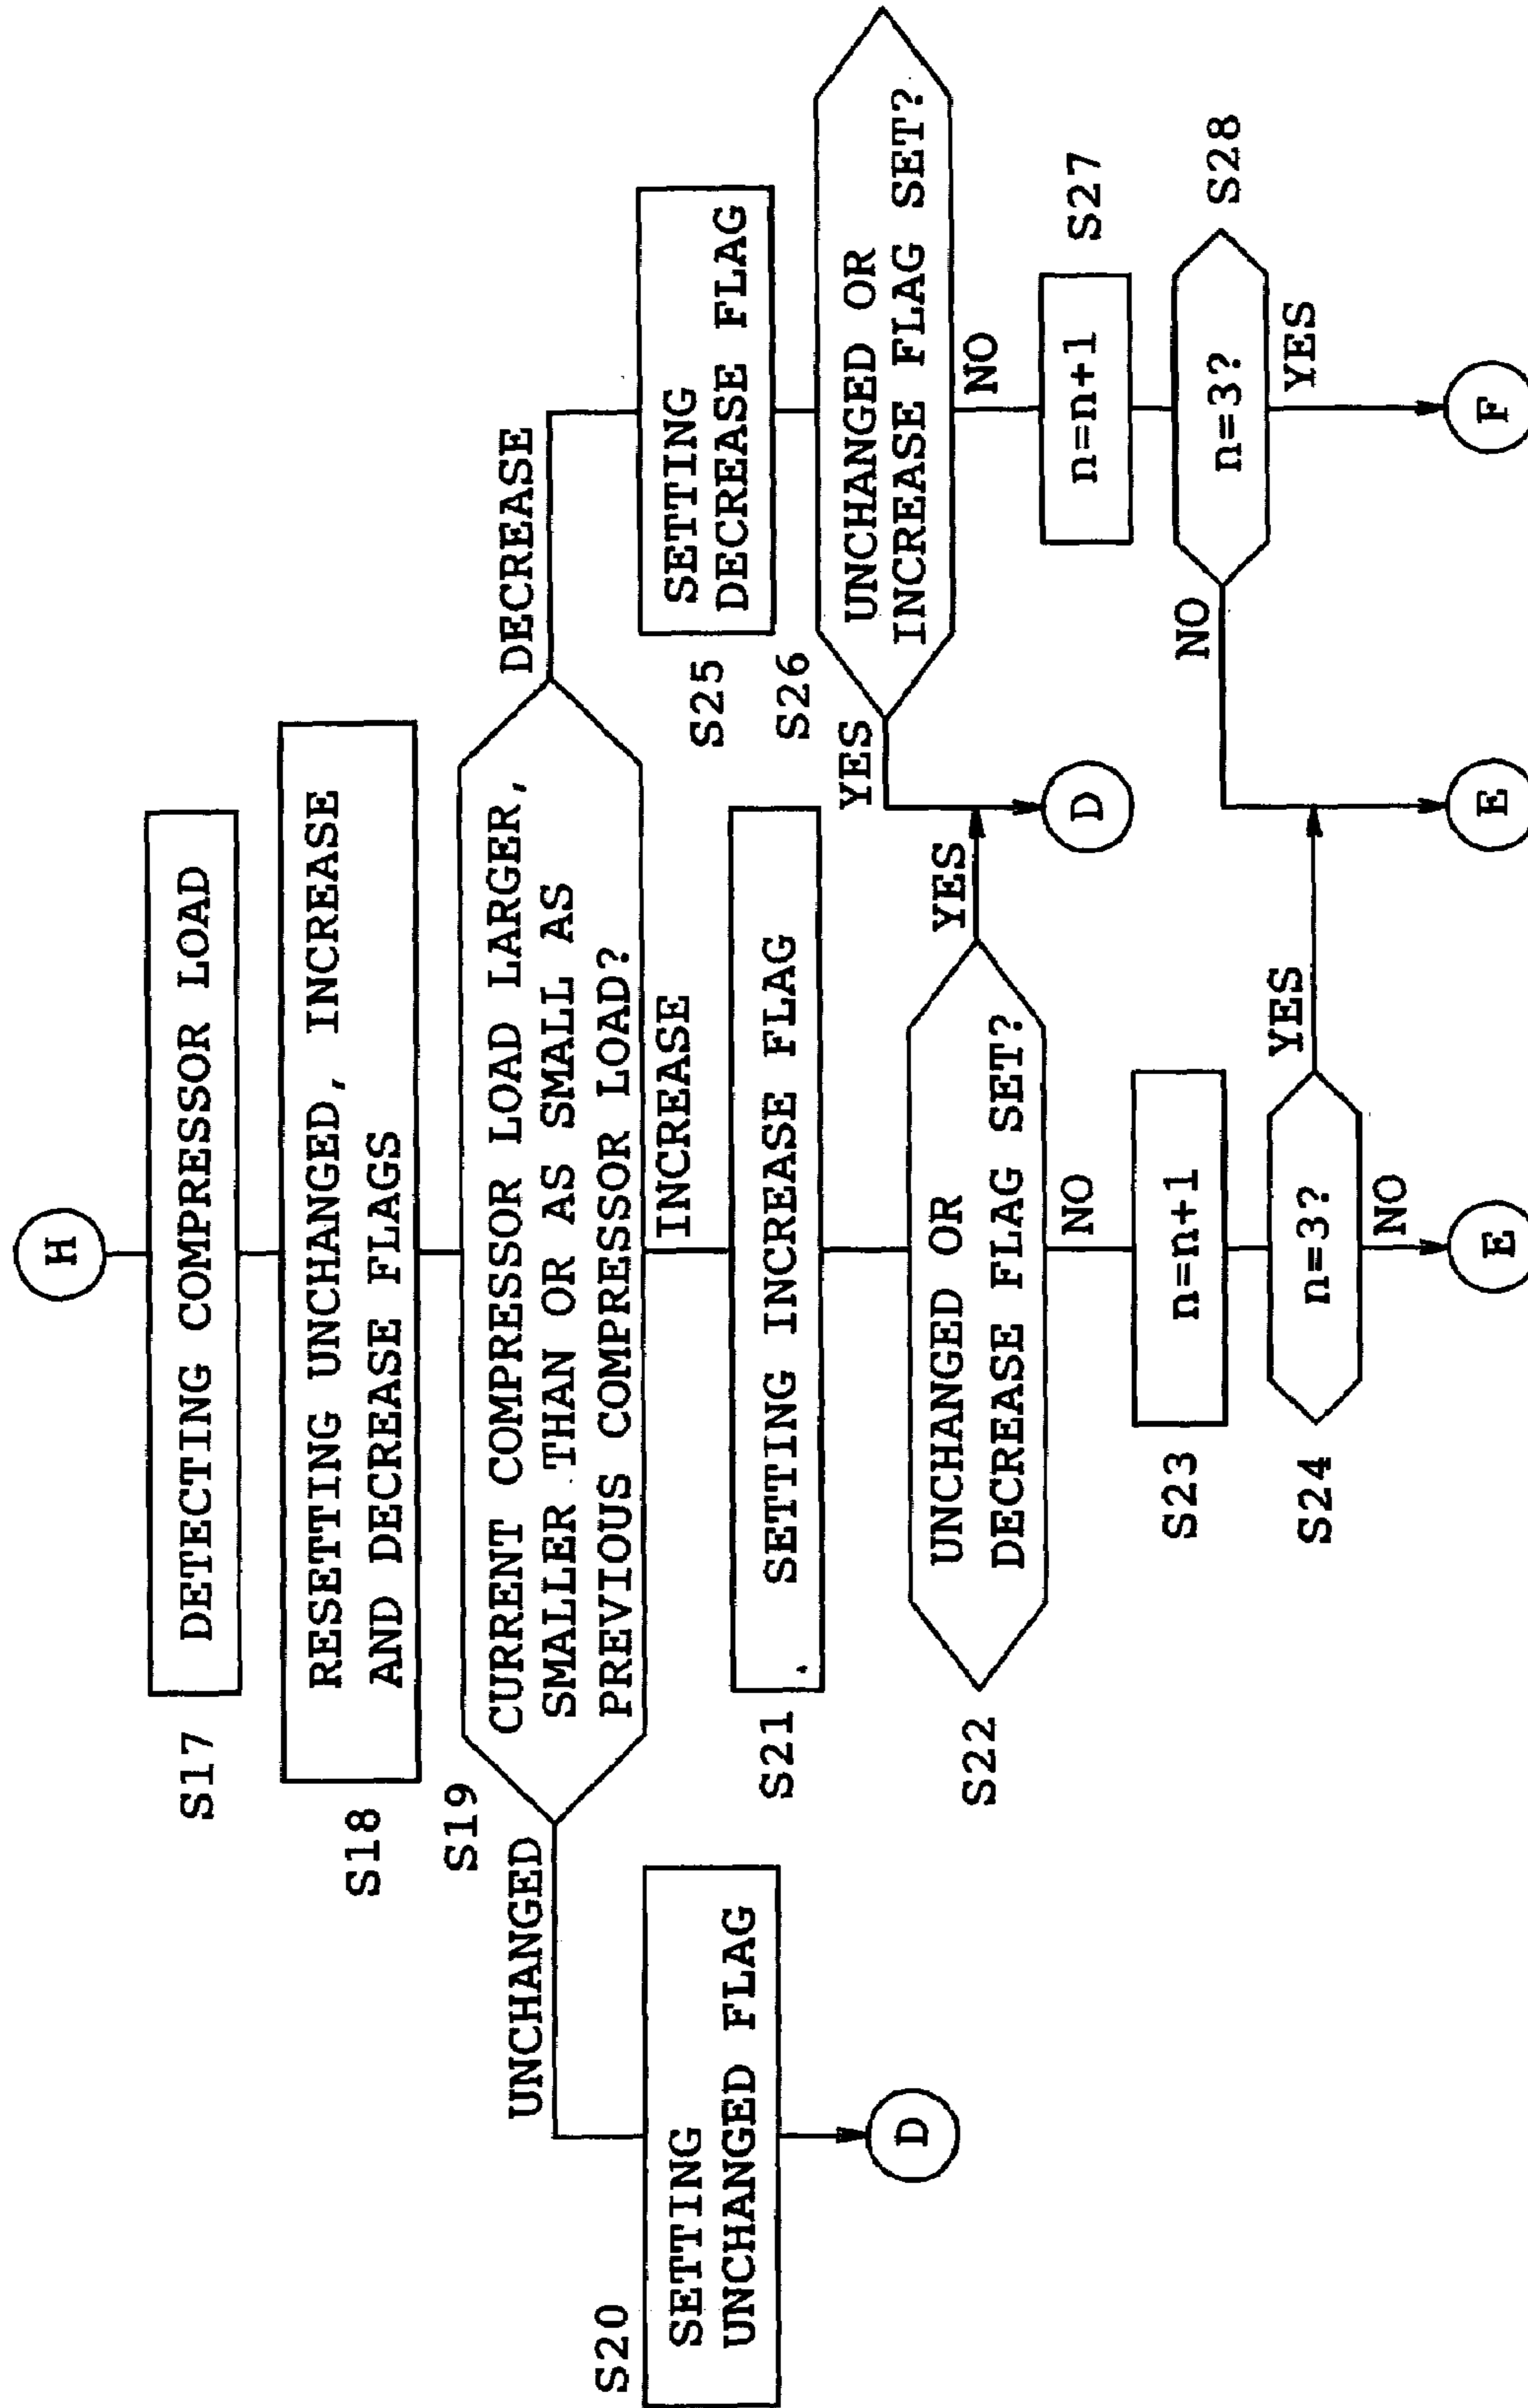 H
S17
DETECTING COMPRESSOR LOAD
S18
RESETTING UNCHANGED, INCREASE
AND DECREASE FLAGS
S19
CURRENT COMPRESSOR LOAD LARGER,
SMALLER THAN OR AS SMALL AS
PREVIOUS COMPRESSOR LOAD?
UNCHANGED
INCREASE
DECREASE
S20
SETTING
UNCHANGED FLAG
D
S21
SETTING INCREASE FLAG
S22
UNCHANGED OR
DECREASE FLAG SET?
YES
NO
S23
n=n+1
S24
n=3?
YES
NO
E
S25
SETTING
DECREASE FLAG
S26
UNCHANGED OR
INCREASE FLAG SET?
YES
D
NO
n=n+1
S27
n=3?
S28
NO
E
YES
F